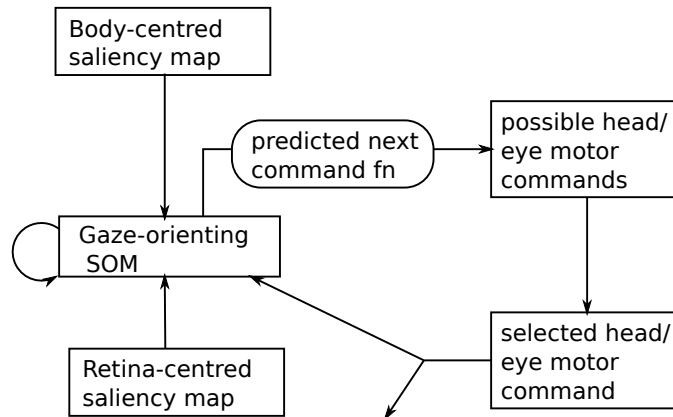 Body-centred
saliency map
predicted next
command fn
possible head/
eye motor
commands
Gaze-orienting
SOM
Retina-centred
saliency map
selected head/
eye motor
command